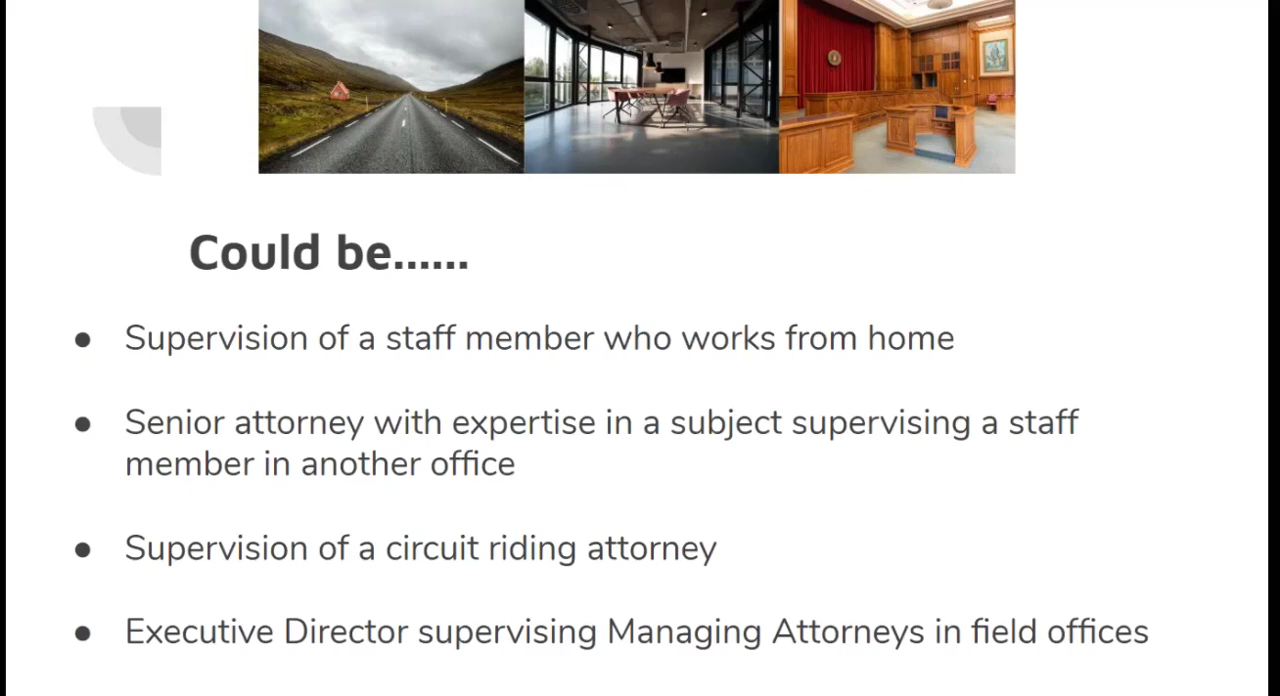 Could be......
● Supervision of a staff member who works from home
● Senior attorney with expertise in a subject supervising a staff
member in another office
● Supervision of a circuit riding attorney
● Executive Director supervising Managing Attorneys in field offices